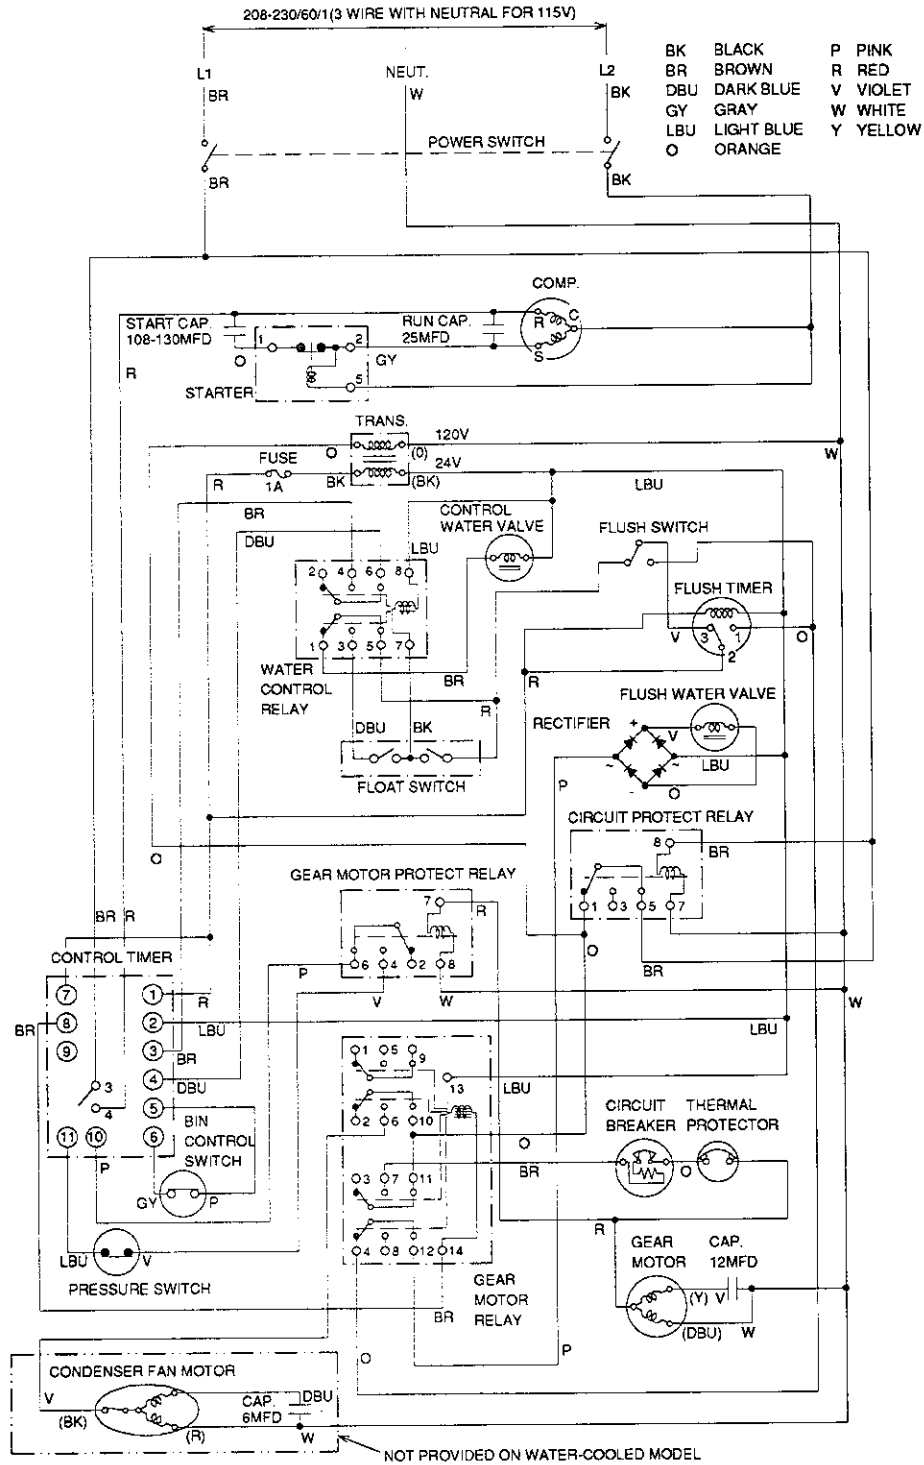 208-230/60/1(3 WIRE WITH NEUTRAL FOR 115V)
L1
NEUT.
L2
BR
W
BK
BK BLACK
BR BROWN
DBU DARK BLUE
GY GRAY
LBU LIGHT BLUE
O ORANGE
P PINK
R RED
V VIOLET
W WHITE
Y YELLOW
POWER SWITCH
BR
BK
COMP.
R
C
S
START CAP.
108-130MFD
RUN CAP.
25MFD
1
2
5
O
GY
R
STARTER
TRANS.
120V
O
(O)
W
FUSE
1A
R
BK
24V
(BK)
LBU
BR
DBU
LBU
CONTROL
WATER VALVE
FLUSH SWITCH
2 4 6 8
1 3 5 7
FLUSH TIMER
V
3
1
2
O
WATER
CONTROL
RELAY
BR
R
R
FLUSH WATER VALVE
RECTIFIER
+
V
~
~
-
LBU
O
P
DBU
BK
FLOAT SWITCH
CIRCUIT PROTECT RELAY
8
BR
1 3 5 7
O
BR
O
GEAR MOTOR PROTECT RELAY
7
R
6 4 2 8
P
V
W
W
BR R
CONTROL TIMER
7
8
9
11
10
1
2
3
4
5
6
3
4
BR
R
LBU
BR
DBU
P
LBU
BIN
CONTROL
SWITCH
GY
P
LBU
V
PRESSURE SWITCH
1 5 9
13
2 6 10
3 7 11
4 8 12 14
LBU
O
BR
GEAR
MOTOR
RELAY
BR
O
P
CIRCUIT
BREAKER
THERMAL
PROTECTOR
O
R
GEAR
MOTOR
CAP.
12MFD
(Y) V
(DBU) W
CONDENSER FAN MOTOR
V
(BK)
(R)
CAP.
6MFD
DBU
W
NOT PROVIDED ON WATER-COOLED MODEL